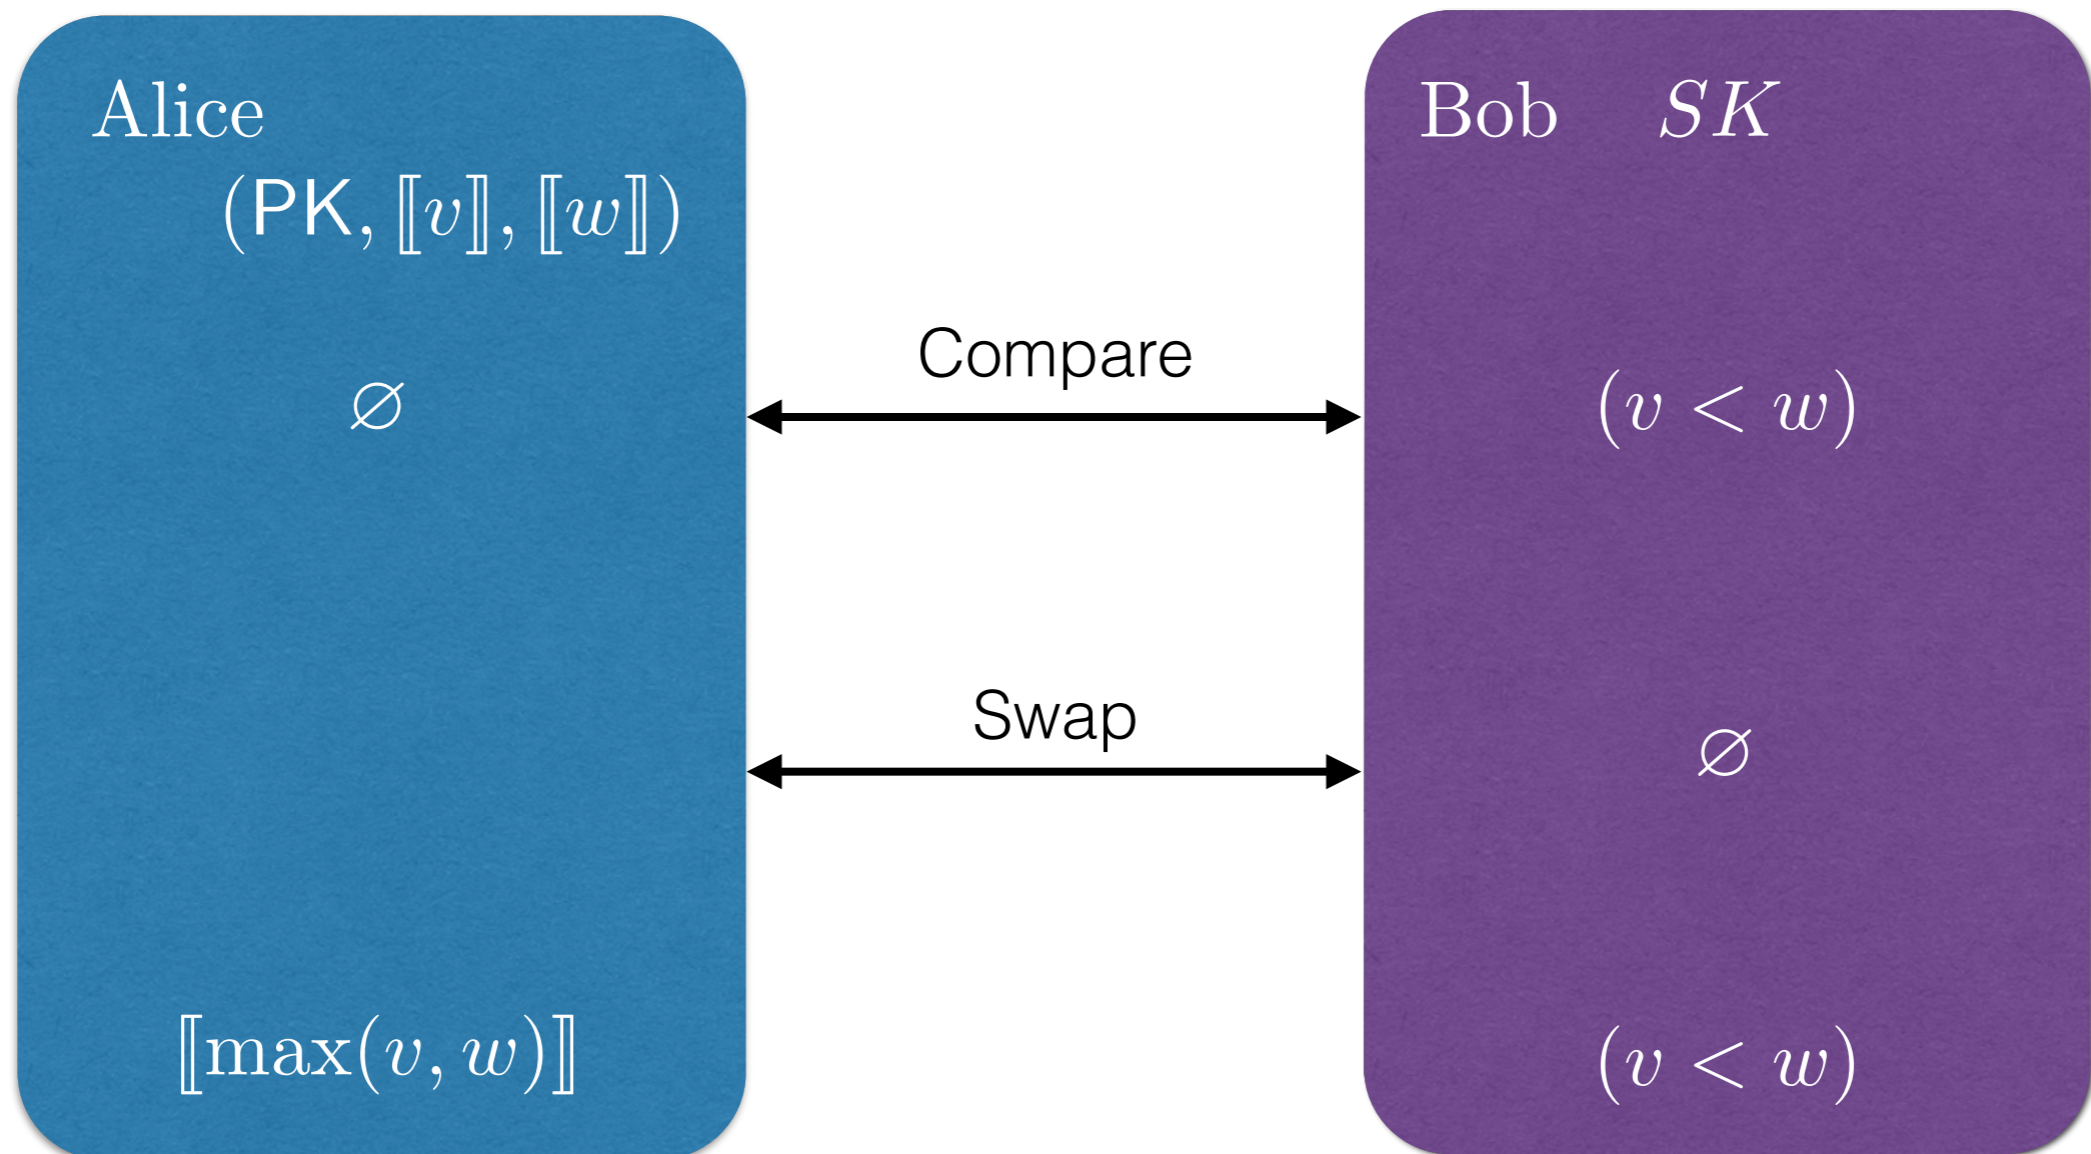 Alice
(PK, ⟦v⟧, ⟦w⟧)
∅
⟦max(v, w)⟧
Compare
Swap
Bob SK
(v < w)
∅
(v < w)